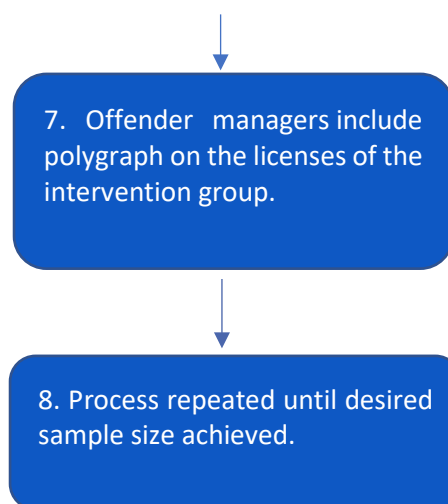 7. Offender managers include
polygraph on the licenses of the
intervention group.
8. Process repeated until desired
sample size achieved.